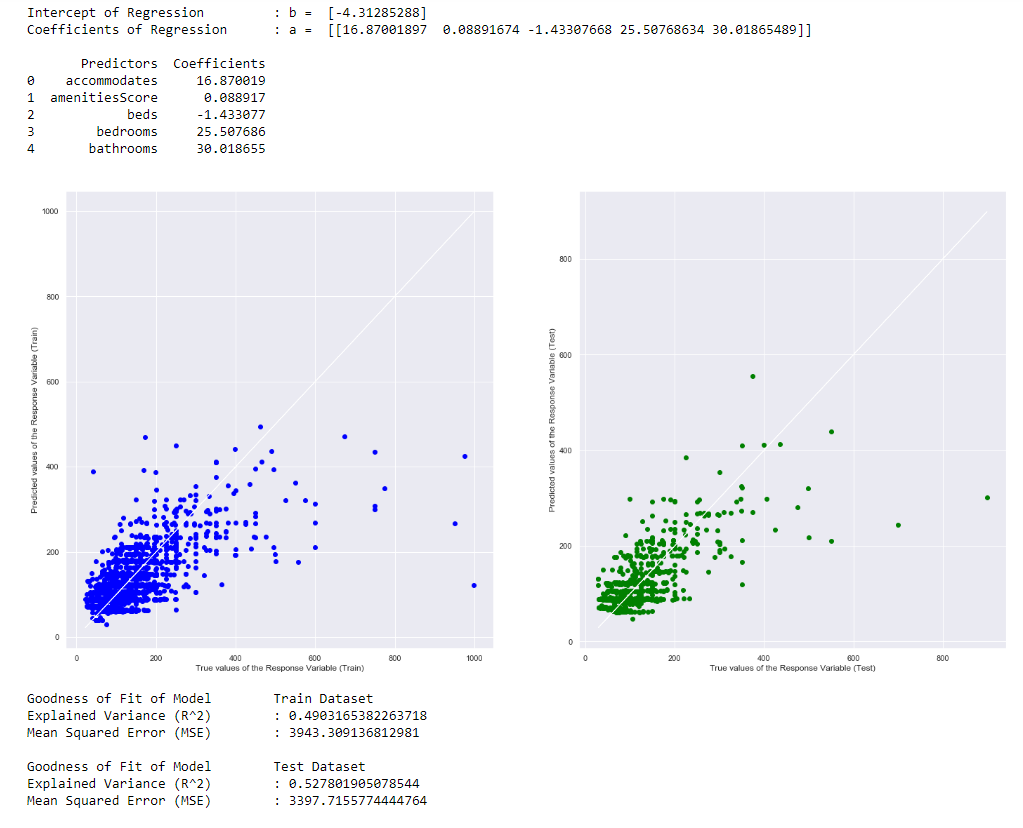 Intercept of Regression : b = [-4.31285288]
Coefficients of Regression : a = [[16.87001897 0.08891674 -1.43307668 25.50768634 30.01865489]]
Predictors Coefficients
0 accommodates 16.870019
1 amenitiesScore 0.088917
2 beds -1.433077
3 bedrooms 25.507686
4 bathrooms 30.018655
Predicted values of the Response Variable (Train)
1000
800
600
400
200
0
0 200 400 600 800 1000
True values of the Response Variable (Train)
Predicted values of the Response Variable (Test)
800
600
400
200
0
0 200 400 600 800
True values of the Response Variable (Test)
Goodness of Fit of Model Train Dataset
Explained Variance (R^2) : 0.4903165382263718
Mean Squared Error (MSE) : 3943.309136812981
Goodness of Fit of Model Test Dataset
Explained Variance (R^2) : 0.527801905078544
Mean Squared Error (MSE) : 3397.7155774444764